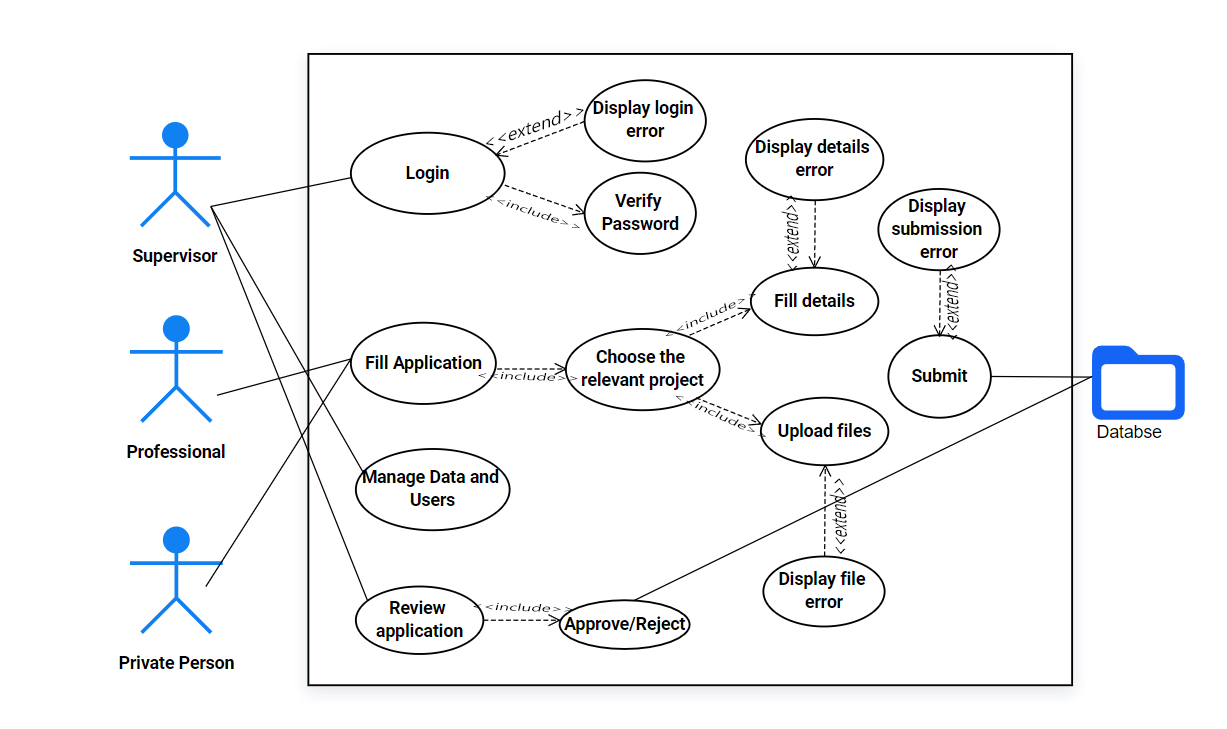 Display login
error
<<extend>>
Login
Verify
Password
<<include>>
Display details
error
<<extend>>
Display
submission
error
<<extend>>
Supervisor
Fill details
<<include>>
Fill Application
<<include>>
Choose the
relevant project
Submit
Databse
<<include>>
Upload files
Professional
Manage Data and
Users
<<extend>>
Display file
error
Review
application
<<include>>
Approve/Reject
Private Person